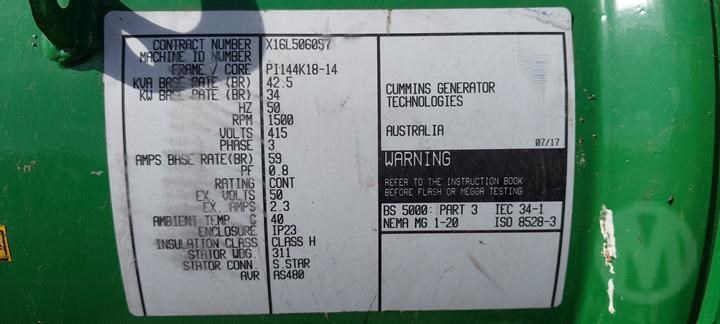 CONTRACT NUMBER X16L506057
MACHINE ID NUMBER
FRAME / CORE PI144K18-14
KVA BASE RATE (BR) 42.5
KW BASE RATE (BR) 34
HZ 50
RPM 1500
VOLTS 415
PHASE 3
AMPS BASE RATE(BR) 59
PF 0.8
RATING CONT
EX. VOLTS 50
EX. AMPS 2.3
AMBIENT TEMP. C 40
ENCLOSURE IP23
INSULATION CLASS CLASS H
STATOR WDG. 311
STATOR CONN. S.STAR
AVR AS480
CUMMINS GENERATOR
TECHNOLOGIES
AUSTRALIA
07/17
WARNING
REFER TO THE INSTRUCTION BOOK
BEFORE FLASH OR MEGGA TESTING
BS 5000: PART 3 IEC 34-1
NEMA MG 1-20 ISO 8528-3